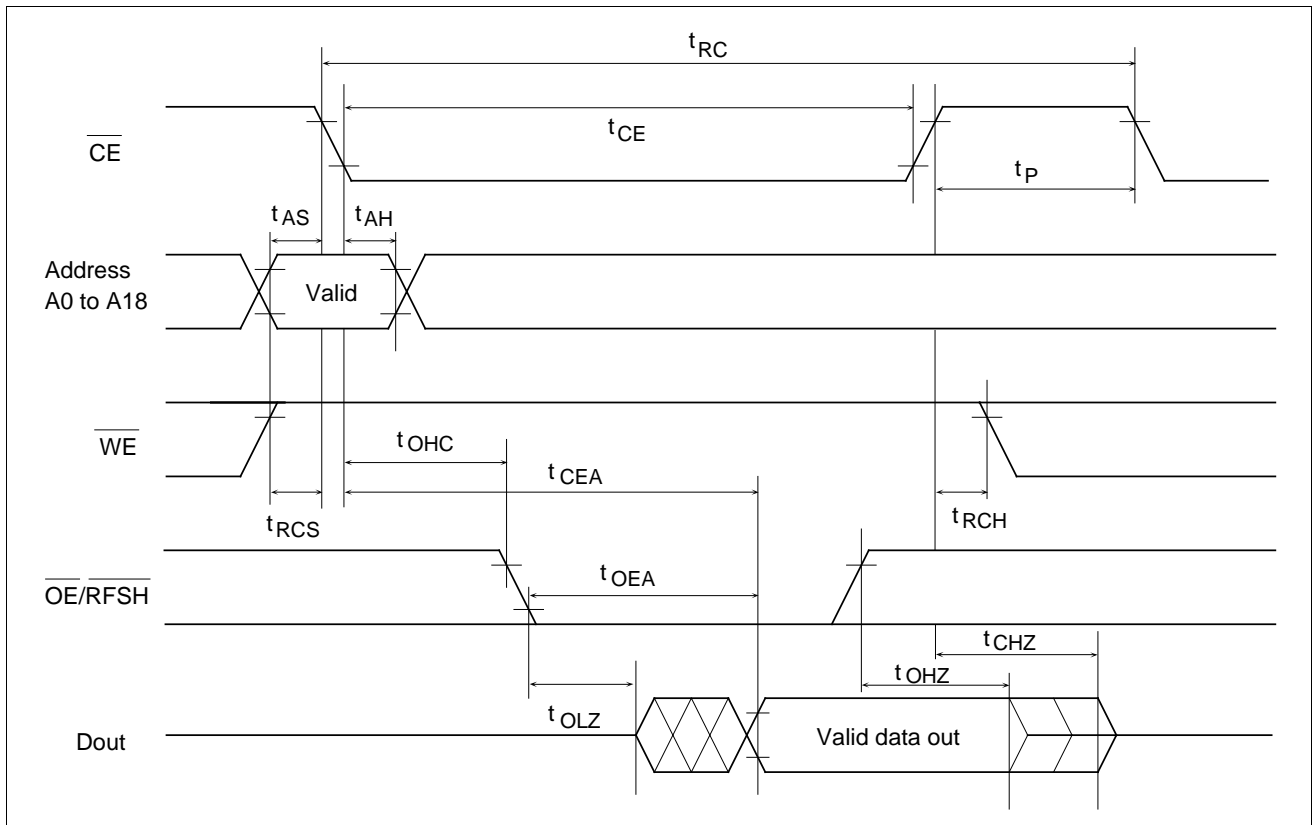 tRC
CE
tCE
tP
tAS
tAH
Address
A0 to A18
Valid
WE
tOHC
tCEA
tRCS
tRCH
OE/RFSH
tOEA
tCHZ
tOHZ
tOLZ
Dout
Valid data out